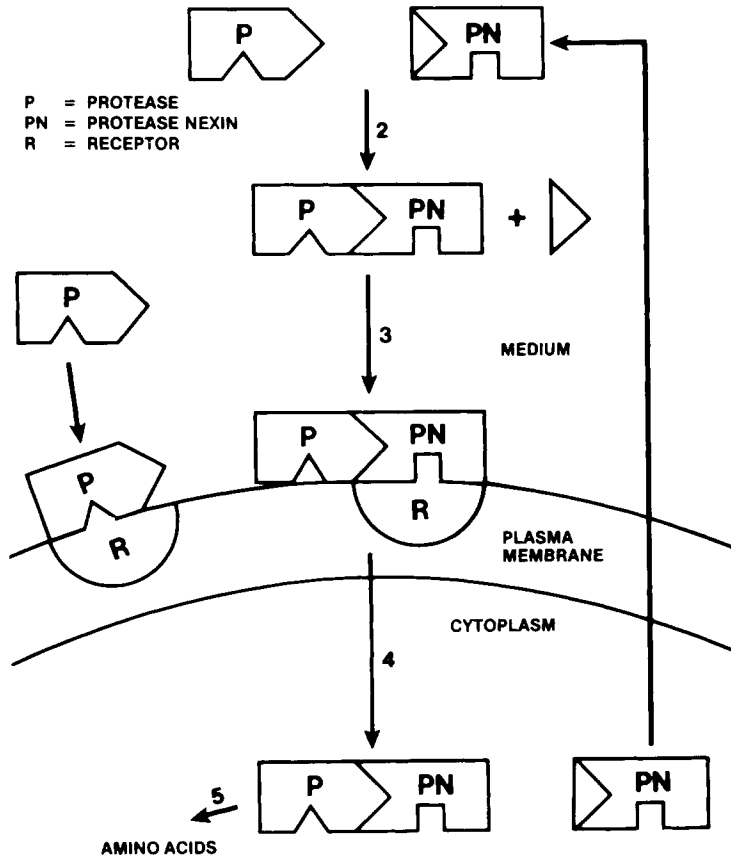 P
PN
P = PROTEASE
PN = PROTEASE NEXIN
R = RECEPTOR
2
P
PN
+
P
3
MEDIUM
P
PN
P
R
R
PLASMA
MEMBRANE
CYTOPLASM
4
P
PN
PN
5
AMINO ACIDS